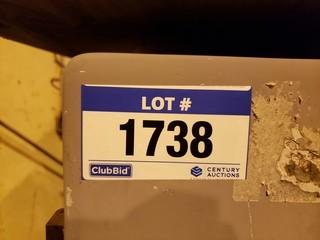 LOT #
1738
ClubBid
CENTURY
AUCTIONS